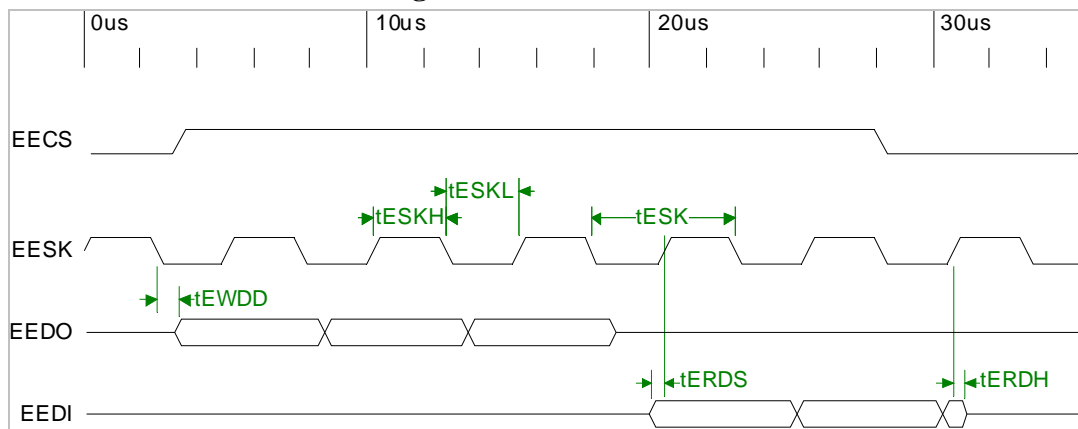 0us 10us 20us 30us
EECS
tESKL
tESKH tESK
EESK
tEWDD
EEDO
tERDS tERDH
EEDI